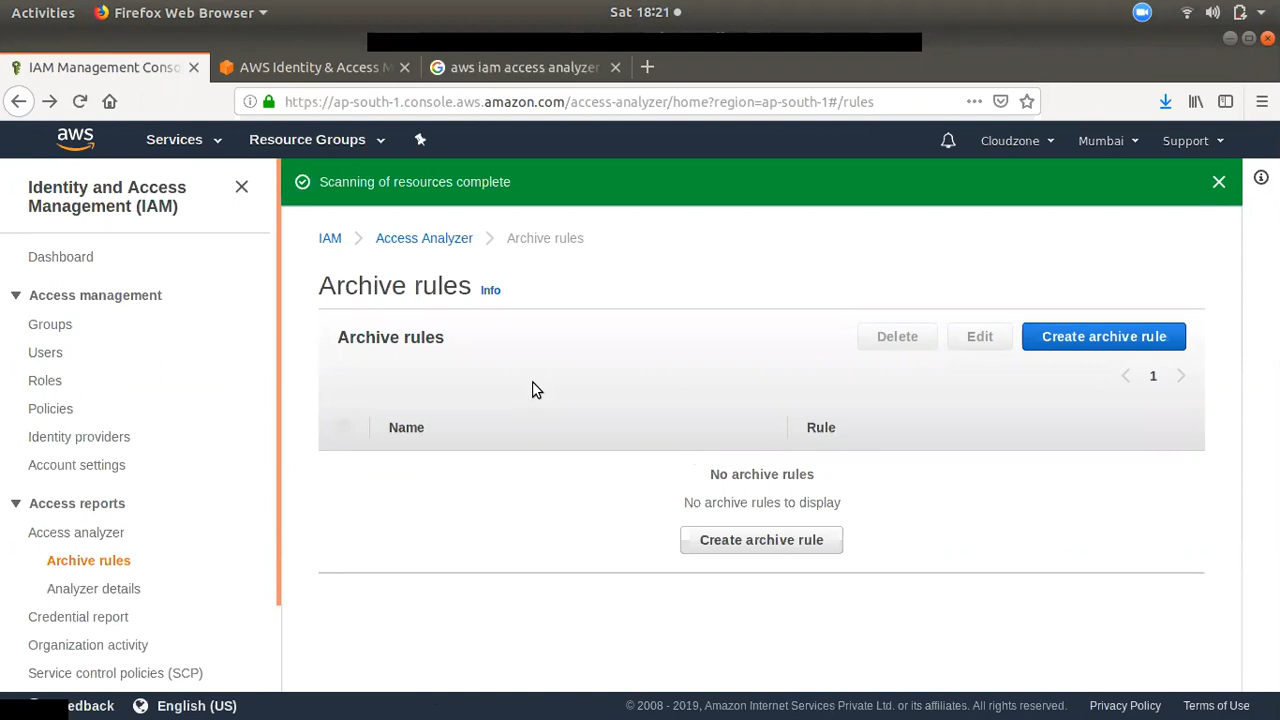 Activities Firefox Web Browser Sat 18:21
IAM Management Conso AWS Identity & Access M aws iam access analyzer
https://ap-south-1.console.aws.amazon.com/access-analyzer/home?region=ap-south-1#/rules
aws Services Resource Groups Cloudzone Mumbai Support
Identity and Access
Management (IAM)
Scanning of resources complete
IAM Access Analyzer Archive rules
Dashboard
Archive rules Info
Access management
Groups
Users
Roles
Policies
Identity providers
Account settings
Access reports
Access analyzer
Archive rules
Analyzer details
Credential report
Organization activity
Service control policies (SCP)
Archive rules Delete Edit Create archive rule
1
Name Rule
No archive rules
No archive rules to display
Create archive rule
edback English (US) © 2008 - 2019, Amazon Internet Services Private Ltd. or its affiliates. All rights reserved. Privacy Policy Terms of Use